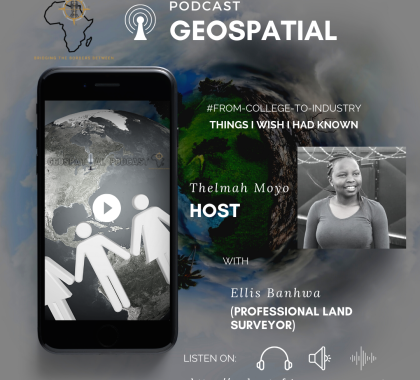 PODCAST
GEOSPATIAL
#FROM-COLLEGE-TO-INDUSTRY
THINGS I WISH I HAD KNOWN
Thelmah Moyo
HOST
WITH
Ellis Banhwa
(PROFESSIONAL LAND
SURVEYOR)
LISTEN ON: